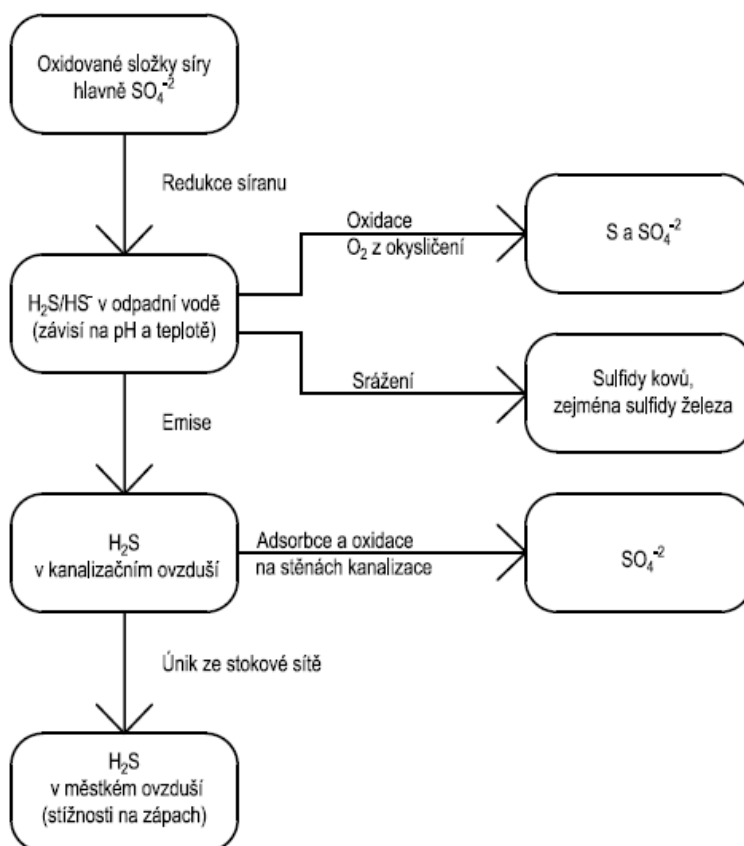 Oxidované složky síry
hlavně SO₄⁻²
Redukce síranu
Oxidace
O₂ z okysličení
S a SO₄⁻²
H₂S/HS⁻ v odpadní vodě
(závisí na pH a teplotě)
Srážení
Sulfidy kovů,
zejména sulfidy železa
Emise
H₂S
v kanalizačním ovzduší
Adsorbce a oxidace
na stěnách kanalizace
SO₄⁻²
Únik ze stokové sítě
H₂S
v městkém ovzduší
(stížnosti na zápach)